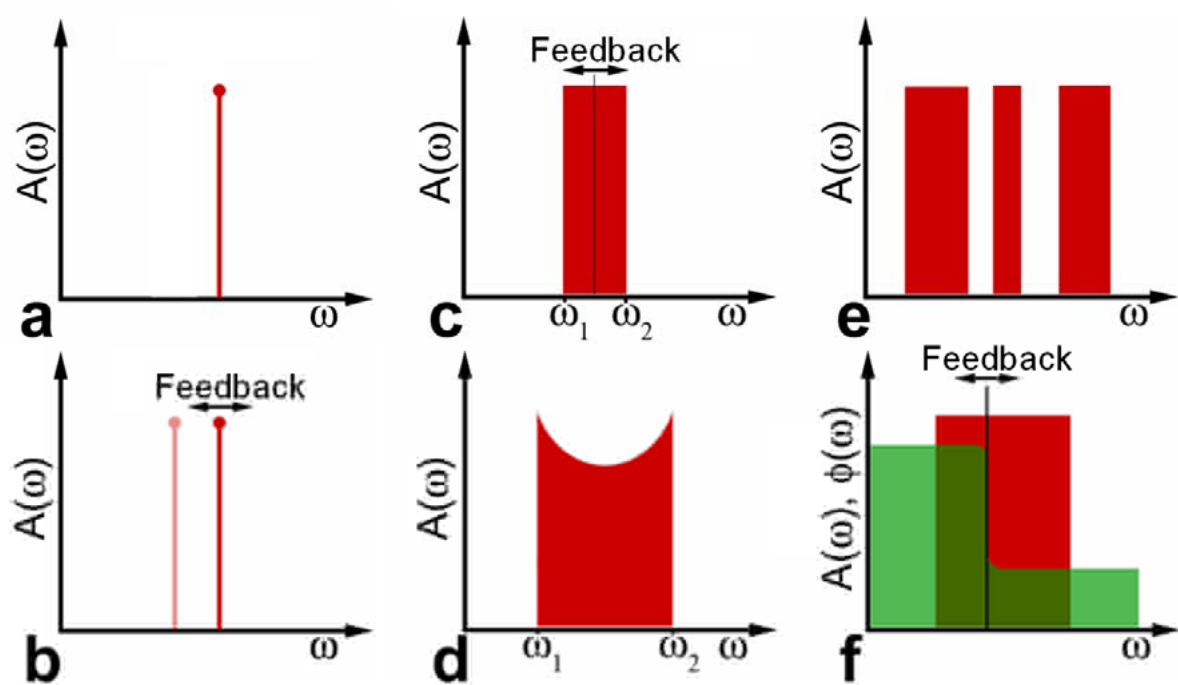 A(ω)
ω
a
Feedback
A(ω)
ω₁
ω₂
ω
c
A(ω)
ω
e
Feedback
A(ω)
ω
b
A(ω)
ω₁
ω₂
ω
d
Feedback
A(ω), φ(ω)
ω
f